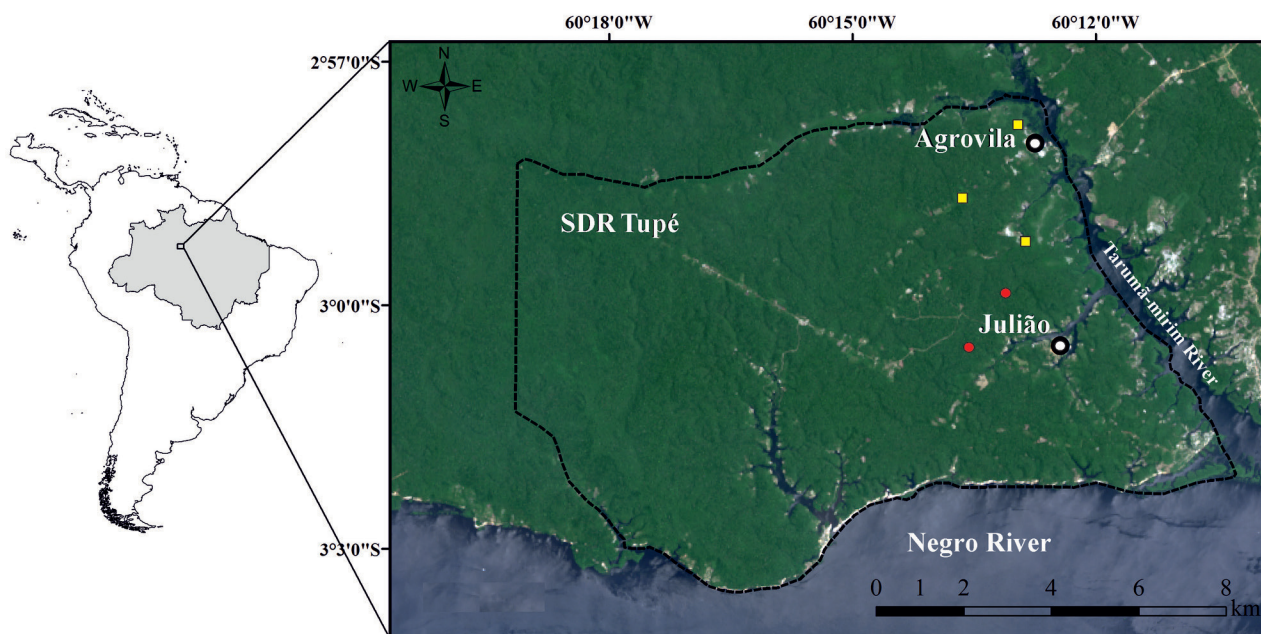 60°18'0"W 60°15'0"W 60°12'0"W
2°57'0"S
N
W E
S
Agrovila
SDR Tupé
Tarumã-mirim River
3°0'0"S
Julião
3°3'0"S
Negro River
0 1 2 4 6 8
km